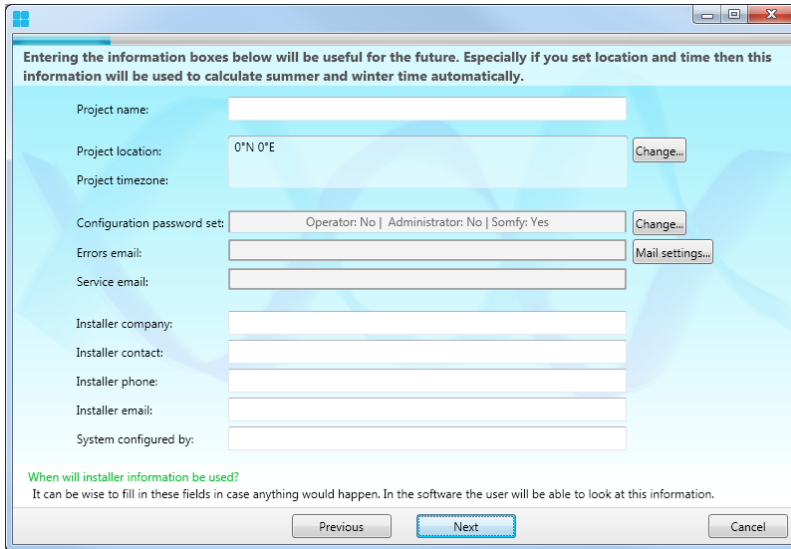 Entering the information boxes below will be useful for the future. Especially if you set location and time then this
information will be used to calculate summer and winter time automatically.
Project name:
Project location: 0°N 0°E Change...
Project timezone:
Configuration password set: Operator: No | Administrator: No | Somfy: Yes Change...
Errors email: Mail settings...
Service email:
Installer company:
Installer contact:
Installer phone:
Installer email:
System configured by:
When will installer information be used?
It can be wise to fill in these fields in case anything would happen. In the software the user will be able to look at this information.
Previous Next Cancel